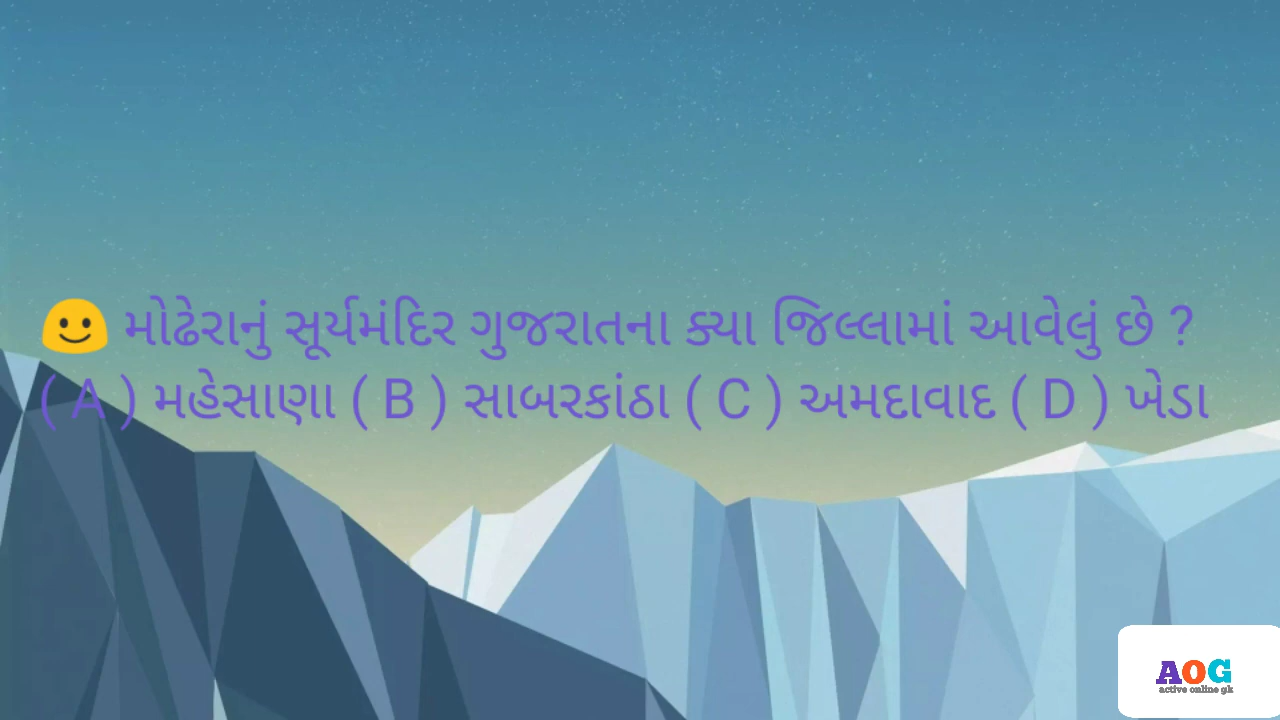 🙂 મોઢેરાનું સૂર્યમંદિર ગુજરાતના ક્યા જિલ્લામાં આવેલું છે ?
( A ) મહેસાણા ( B ) સાબરકાંઠા ( C ) અમદાવાદ ( D ) ખેડા
AOG
active online gk